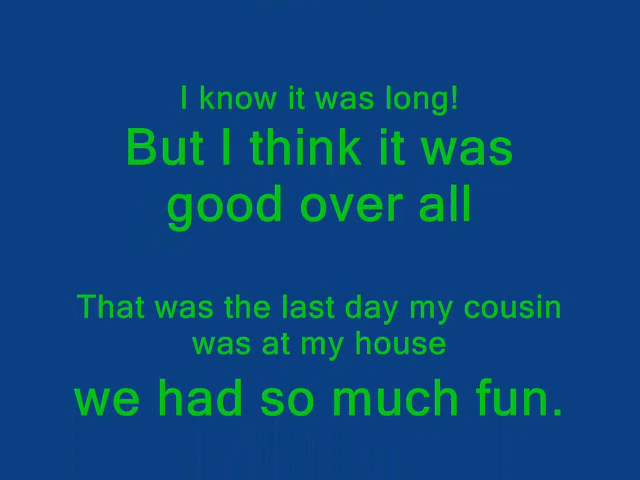 I know it was long!
But I think it was
good over all
That was the last day my cousin
was at my house
we had so much fun.